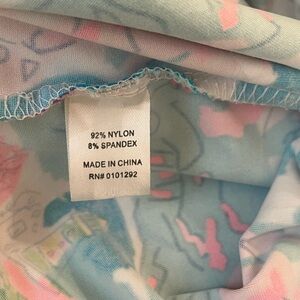 92% NYLON
8% SPANDEX
MADE IN CHINA
RN# 0101292